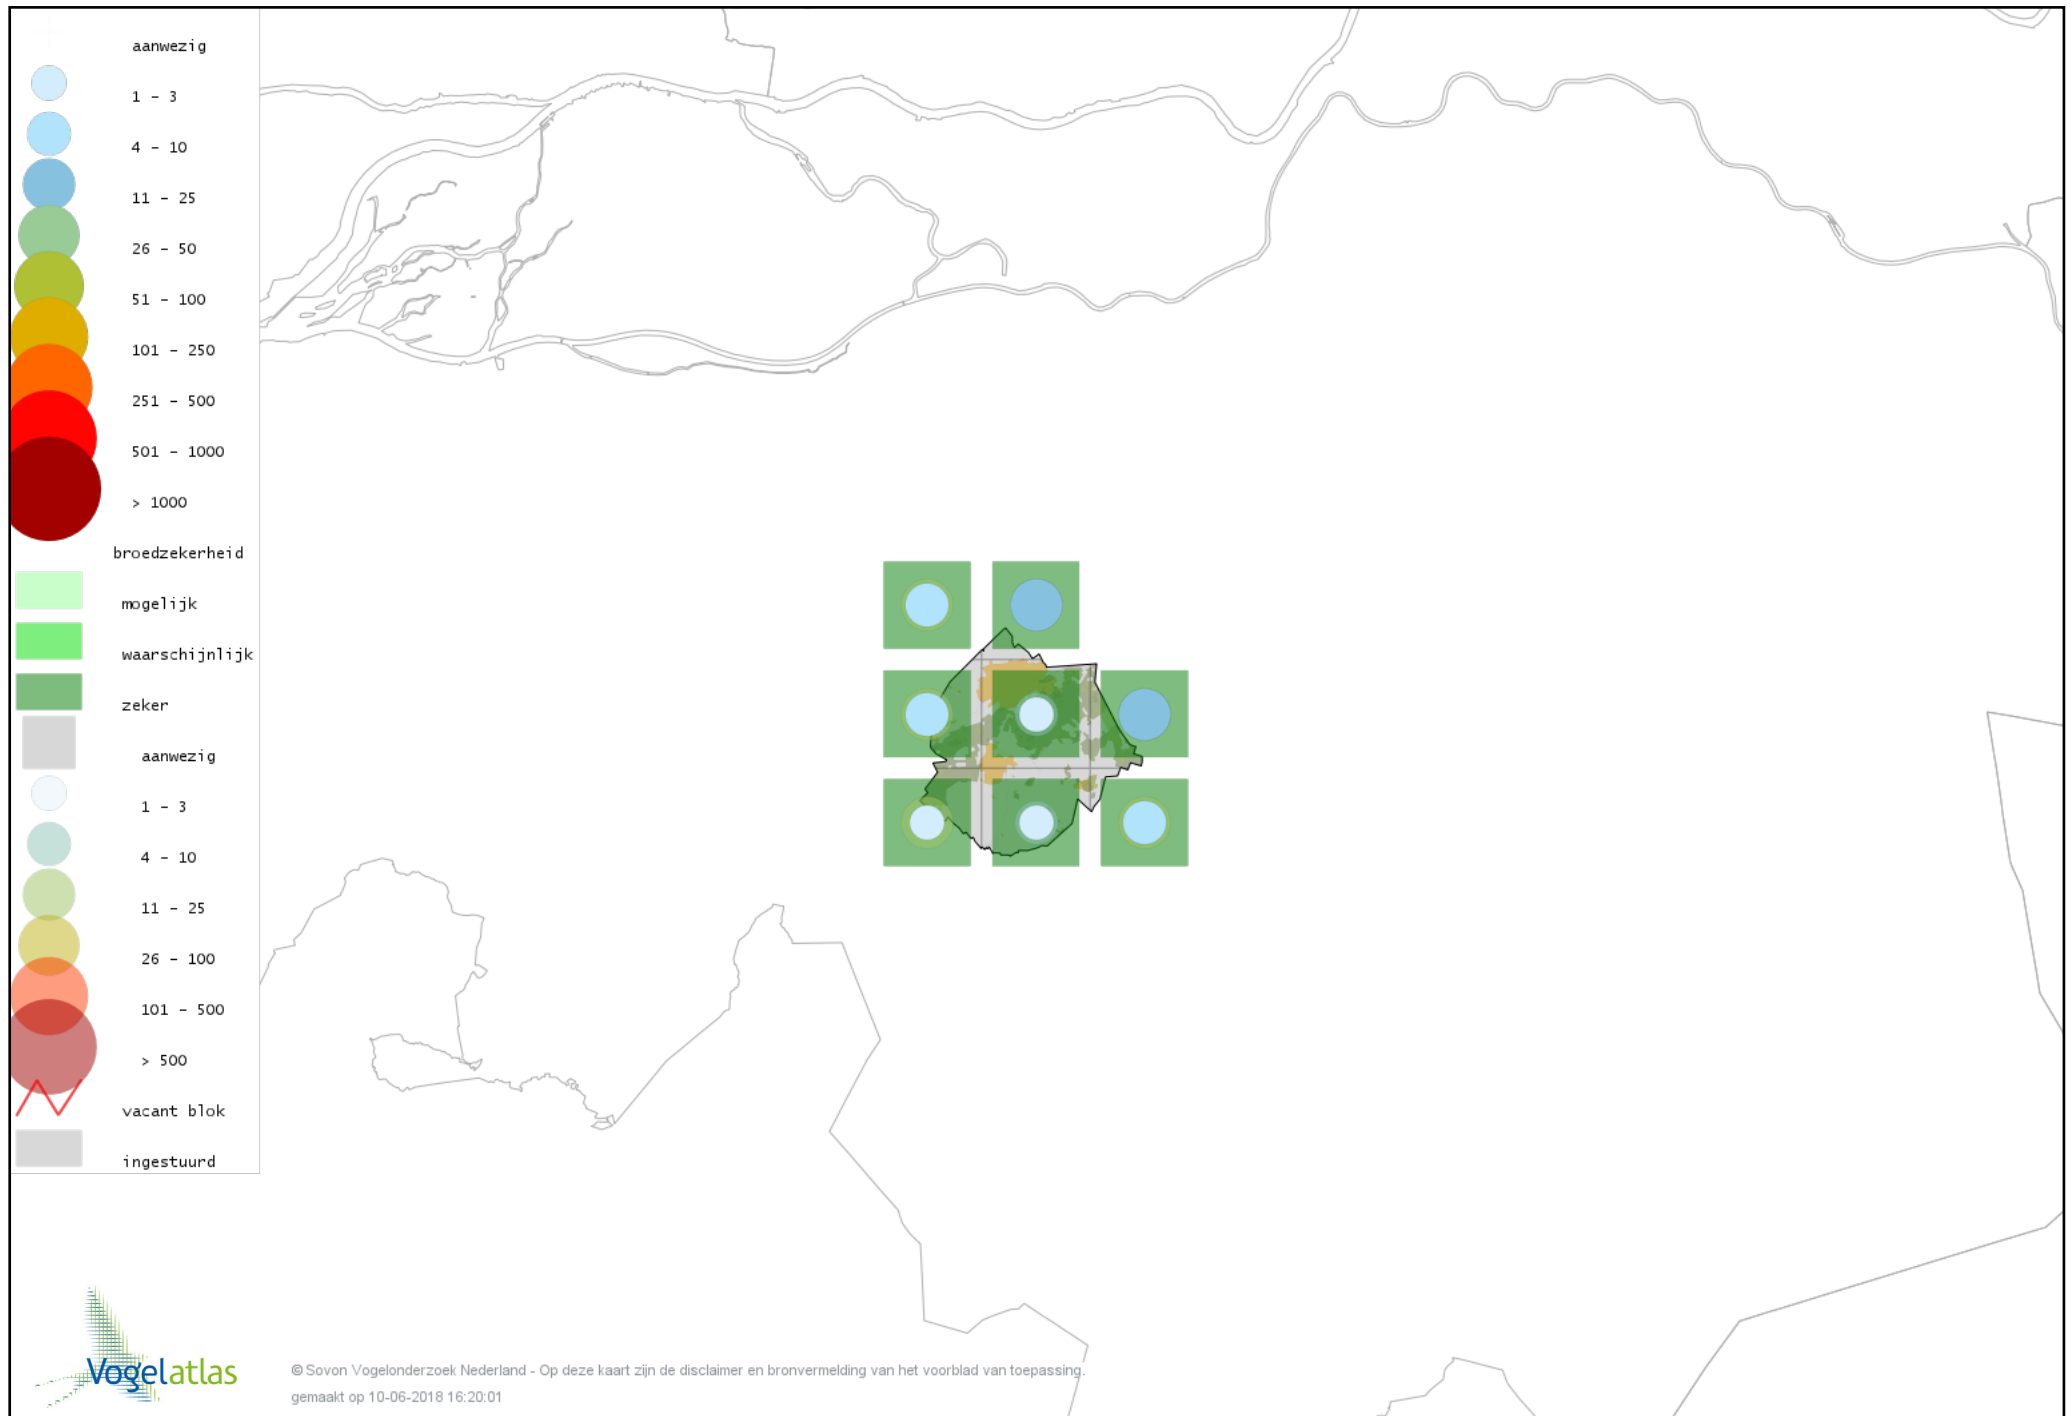 aanwezig
1 - 3
4 - 10
11 - 25
26 - 50
51 - 100
101 - 250
251 - 500
501 - 1000
> 1000
broedzekerheid
mogelijk
waarschijnlijk
zeker
aanwezig
1 - 3
4 - 10
11 - 25
26 - 100
101 - 500
> 500
vacant blok
ingestuurd
Vogelatlas
© Sovon Vogelonderzoek Nederland - Op deze kaart zijn de disclaimer en bronvermelding van het voorblad van toepassing.
gemaakt op 10-06-2018 16:20:01